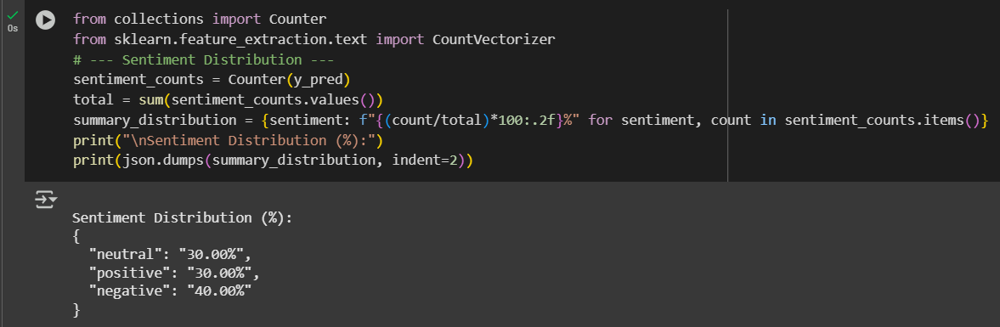 from collections import Counter
0s
from sklearn.feature_extraction.text import CountVectorizer
# --- Sentiment Distribution ---
sentiment_counts = Counter(y_pred)
total = sum(sentiment_counts.values())
summary_distribution = {sentiment: f"{(count/total)*100:.2f}%" for sentiment, count in sentiment_counts.items()}
print("\nSentiment Distribution (%):")
print(json.dumps(summary_distribution, indent=2))
Sentiment Distribution (%):
{
  "neutral": "30.00%",
  "positive": "30.00%",
  "negative": "40.00%"
}